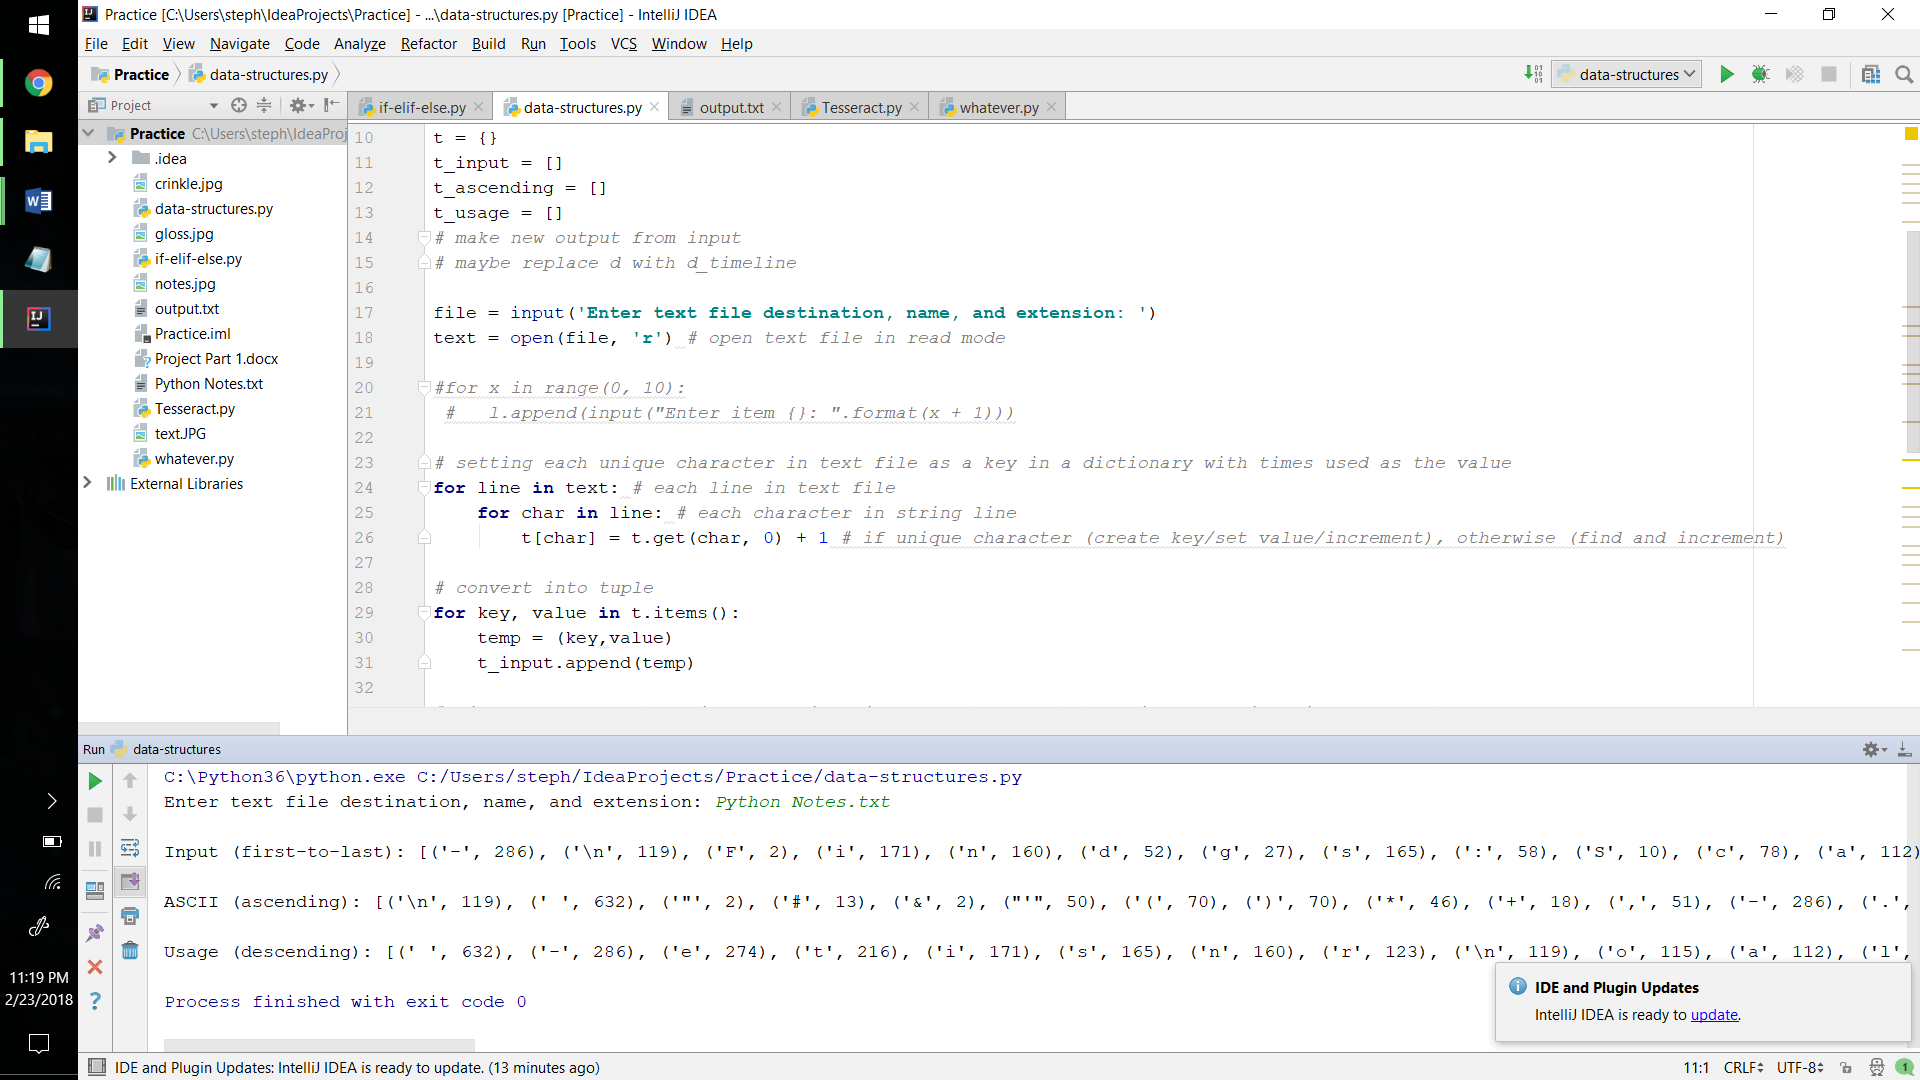 Practice [C:\Users\steph\IdeaProjects\Practice] - ...\data-structures.py [Practice] - IntelliJ IDEA
File Edit View Navigate Code Analyze Refactor Build Run Tools VCS Window Help
Practice data-structures.py data-structures
Project if-elif-else.py data-structures.py output.txt Tesseract.py whatever.py
Practice C:\Users\steph\IdeaProj
.idea
crinkle.jpg
data-structures.py
gloss.jpg
if-elif-else.py
notes.jpg
output.txt
Practice.iml
Project Part 1.docx
Python Notes.txt
Tesseract.py
text.JPG
whatever.py
External Libraries
10 t = {}
11 t_input = []
12 t_ascending = []
13 t_usage = []
14 # make new output from input
15 # maybe replace d with d_timeline
16
17 file = input('Enter text file destination, name, and extension: ')
18 text = open(file, 'r') # open text file in read mode
19
20 #for x in range(0, 10):
21 #   l.append(input("Enter item {}: ".format(x + 1)))
22
23 # setting each unique character in text file as a key in a dictionary with times used as the value
24 for line in text: # each line in text file
25     for char in line: # each character in string line
26         t[char] = t.get(char, 0) + 1 # if unique character (create key/set value/increment), otherwise (find and increment)
27
28 # convert into tuple
29 for key, value in t.items():
30     temp = (key,value)
31     t_input.append(temp)
32
Run data-structures
C:\Python36\python.exe C:/Users/steph/IdeaProjects/Practice/data-structures.py
Enter text file destination, name, and extension: Python Notes.txt
Input (first-to-last): [('-', 286), ('\n', 119), ('F', 2), ('i', 171), ('n', 160), ('d', 52), ('g', 27), ('s', 165), (':', 58), ('S', 10), ('c', 78), ('a', 112)
ASCII (ascending): [('\n', 119), (' ', 632), ('"', 2), ('#', 13), ('&', 2), ("'", 50), ('(', 70), (')', 70), ('*', 46), ('+', 18), (',', 51), ('-', 286), ('.',
Usage (descending): [(' ', 632), ('-', 286), ('e', 274), ('t', 216), ('i', 171), ('s', 165), ('n', 160), ('r', 123), ('\n', 119), ('o', 115), ('a', 112), ('l',
Process finished with exit code 0
IDE and Plugin Updates
IntelliJ IDEA is ready to update.
11:19 PM
2/23/2018
IDE and Plugin Updates: IntelliJ IDEA is ready to update. (13 minutes ago) 11:1 CRLF UTF-8 1